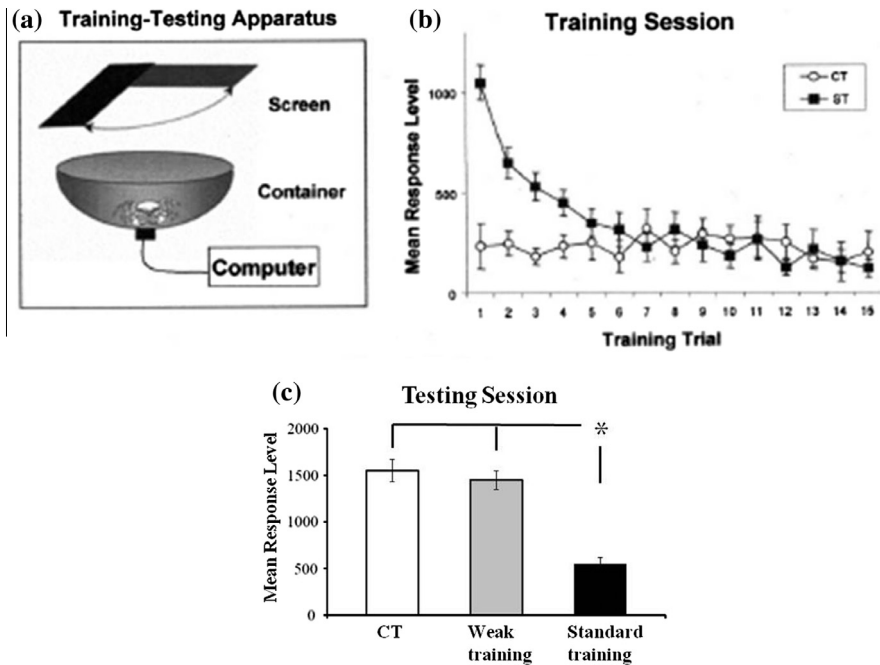 (a) Training-Testing Apparatus
Screen
Container
Computer
(b) Training Session
CT
ST
Mean Response Level
1000
500
0
1 2 3 4 5 6 7 8 9 10 11 12 13 14 15
Training Trial
(c) Testing Session
*
Mean Response Level
2000
1500
1000
500
0
CT Weak training Standard training